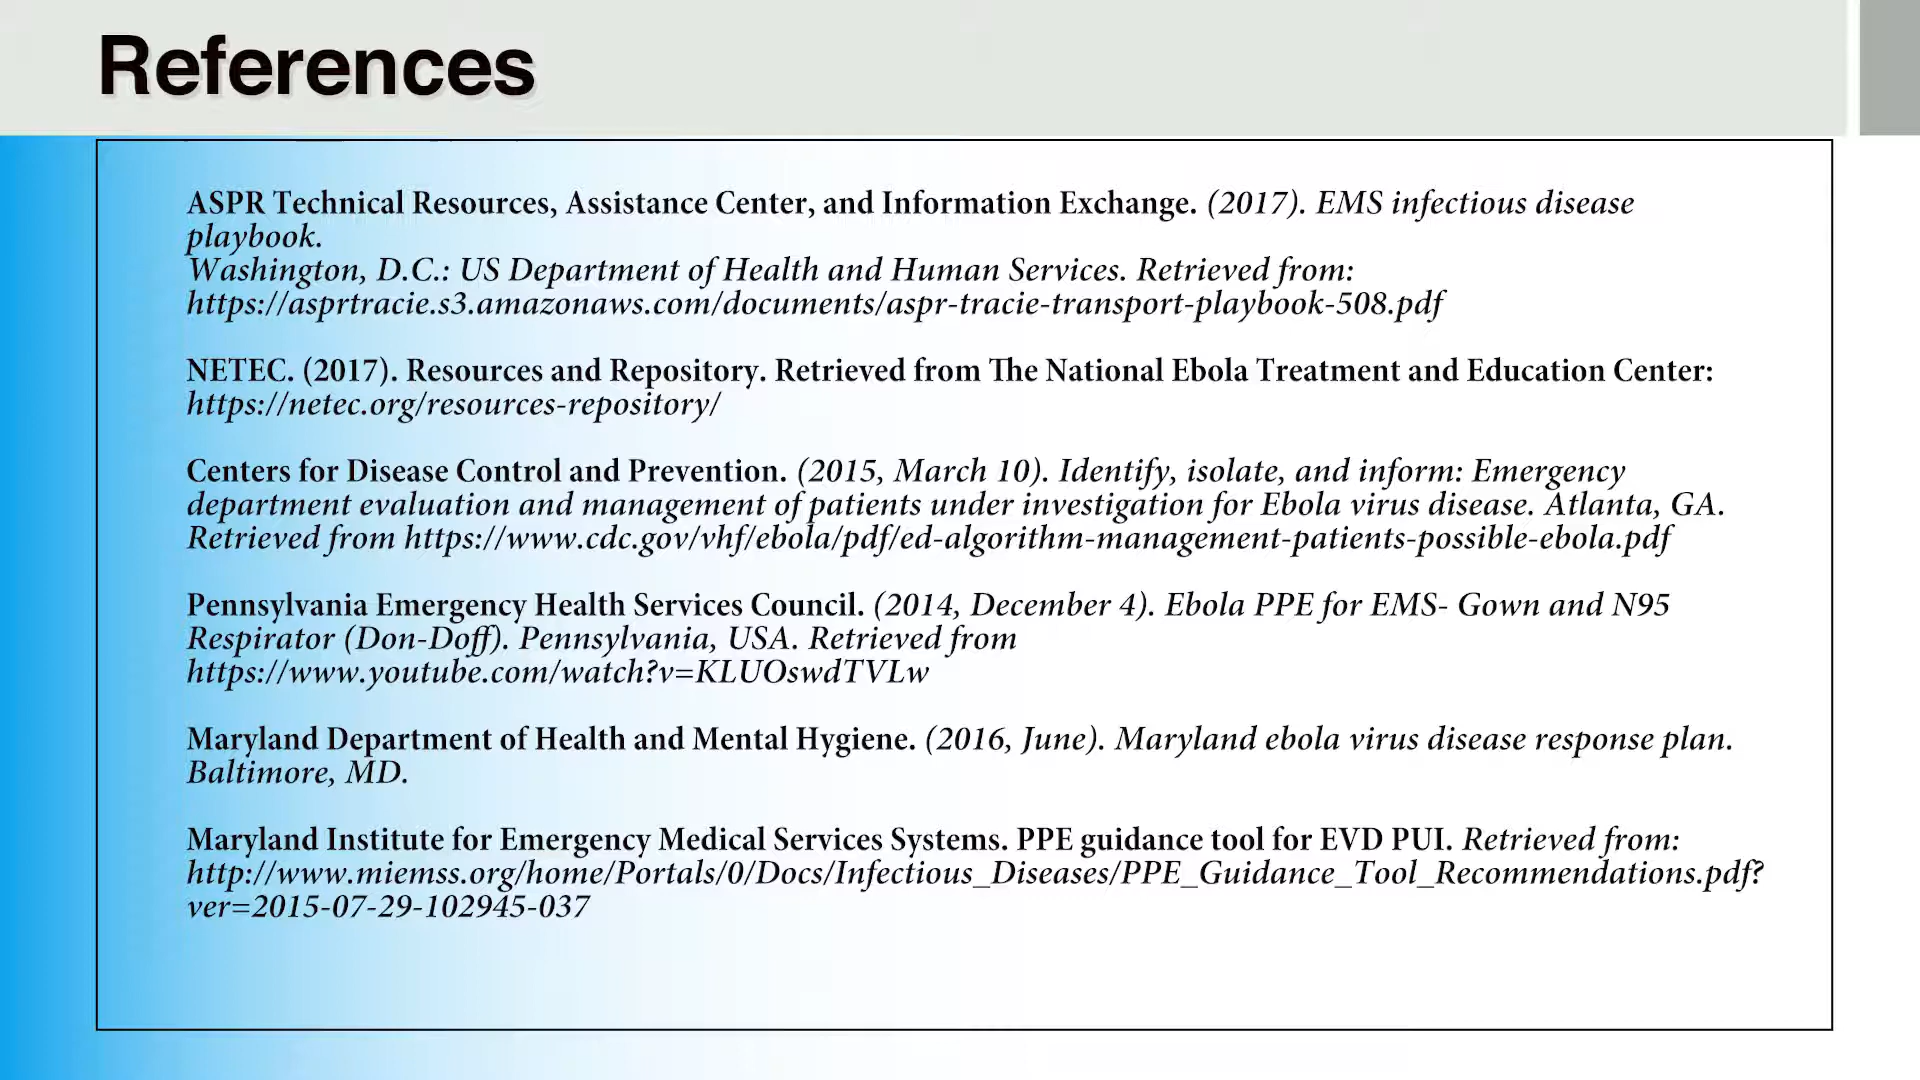 References
ASPR Technical Resources, Assistance Center, and Information Exchange. (2017). EMS infectious disease
playbook.
Washington, D.C.: US Department of Health and Human Services. Retrieved from:
https://asprtracie.s3.amazonaws.com/documents/aspr-tracie-transport-playbook-508.pdf
NETEC. (2017). Resources and Repository. Retrieved from The National Ebola Treatment and Education Center:
https://netec.org/resources-repository/
Centers for Disease Control and Prevention. (2015, March 10). Identify, isolate, and inform: Emergency
department evaluation and management of patients under investigation for Ebola virus disease. Atlanta, GA.
Retrieved from https://www.cdc.gov/vhf/ebola/pdf/ed-algorithm-management-patients-possible-ebola.pdf
Pennsylvania Emergency Health Services Council. (2014, December 4). Ebola PPE for EMS- Gown and N95
Respirator (Don-Doff). Pennsylvania, USA. Retrieved from
https://www.youtube.com/watch?v=KLUOswdTVLw
Maryland Department of Health and Mental Hygiene. (2016, June). Maryland ebola virus disease response plan.
Baltimore, MD.
Maryland Institute for Emergency Medical Services Systems. PPE guidance tool for EVD PUI. Retrieved from:
http://www.miemss.org/home/Portals/0/Docs/Infectious_Diseases/PPE_Guidance_Tool_Recommendations.pdf?
ver=2015-07-29-102945-037